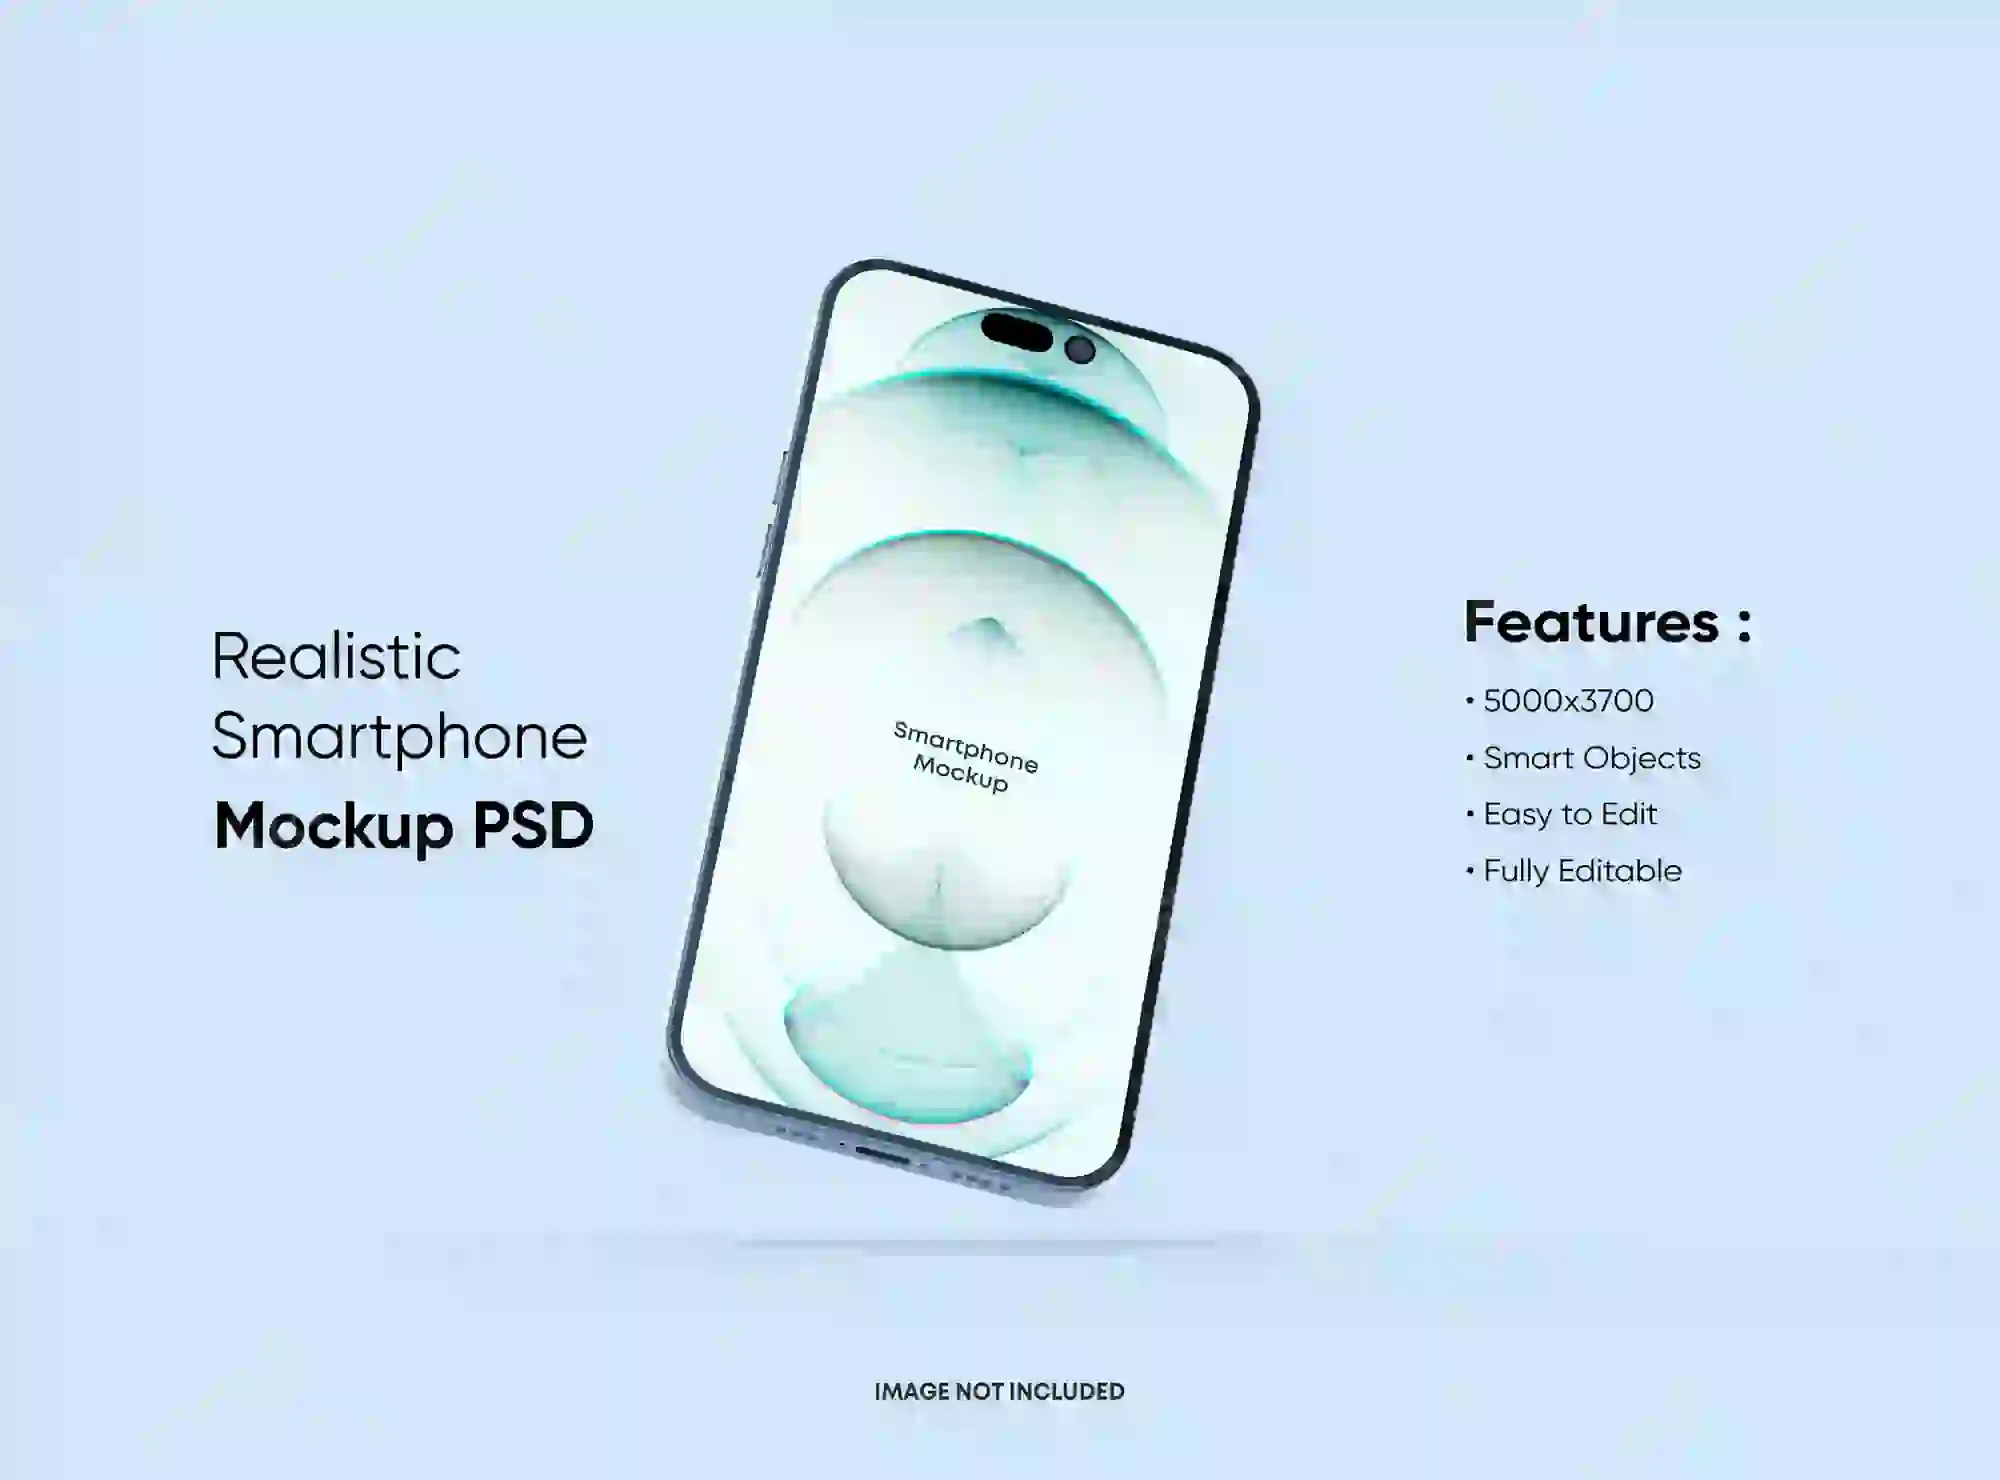 Realistic
Smartphone
Mockup PSD
Smartphone
Mockup
Features :
• 5000x3700
• Smart Objects
• Easy to Edit
• Fully Editable
IMAGE NOT INCLUDED